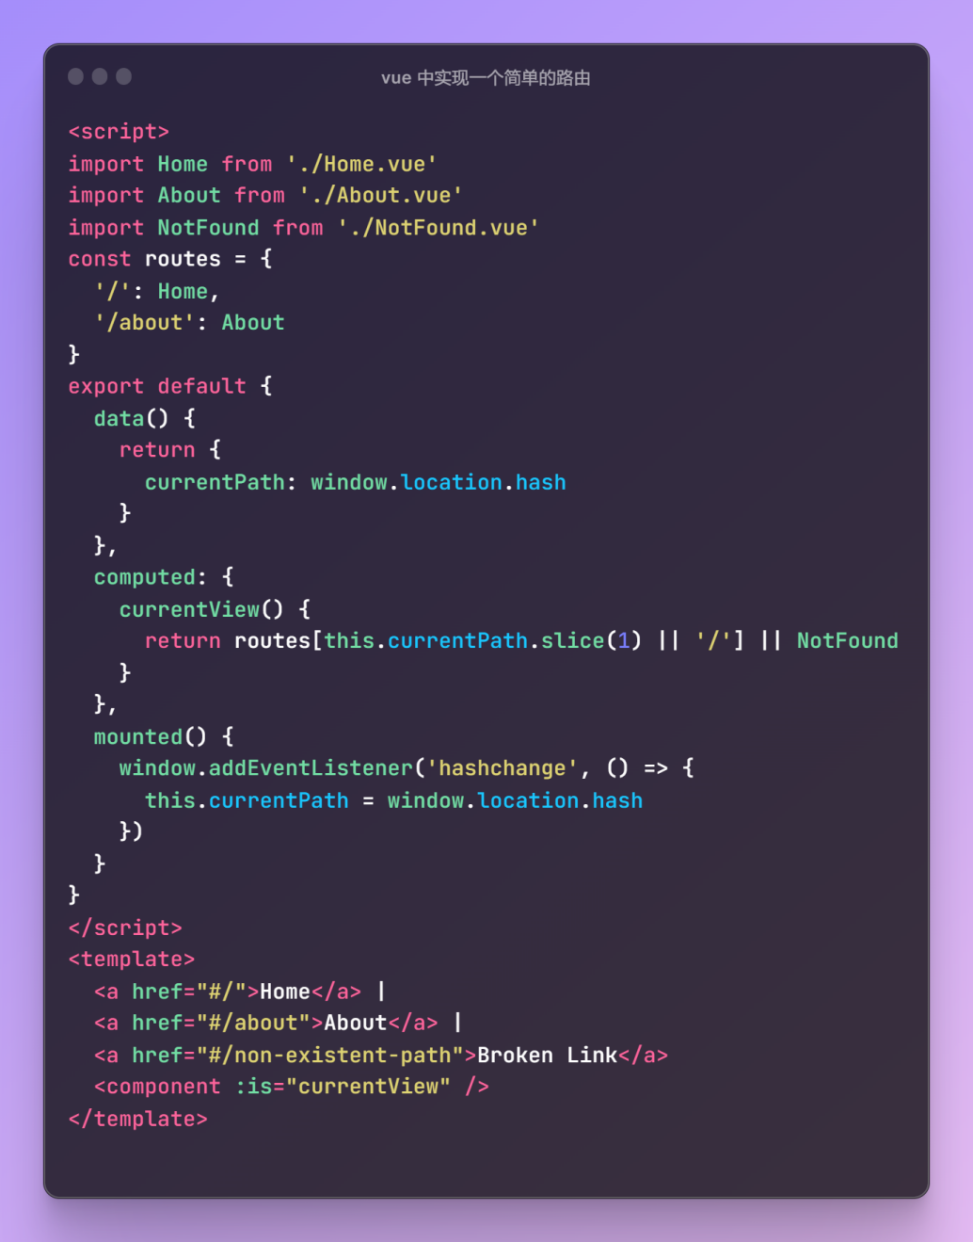 vue 中实现一个简单的路由
<script>
import Home from './Home.vue'
import About from './About.vue'
import NotFound from './NotFound.vue'
const routes = {
  '/': Home,
  '/about': About
}
export default {
  data() {
    return {
      currentPath: window.location.hash
    }
  },
  computed: {
    currentView() {
      return routes[this.currentPath.slice(1) || '/'] || NotFound
    }
  },
  mounted() {
    window.addEventListener('hashchange', () => {
      this.currentPath = window.location.hash
    })
  }
}
</script>
<template>
  <a href="#/">Home</a> |
  <a href="#/about">About</a> |
  <a href="#/non-existent-path">Broken Link</a>
  <component :is="currentView" />
</template>